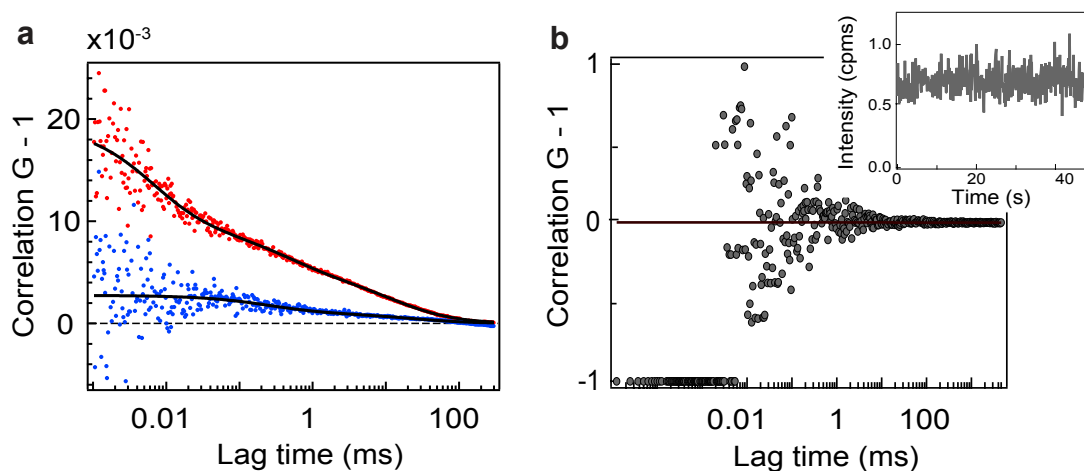 a
x10⁻³
Correlation G - 1
20
10
0
0.01
1
100
Lag time (ms)
b
Correlation G - 1
1
0
-1
0.01
1
100
Lag time (ms)
Intensity (cpms)
1.0
0.5
0.0
0
20
40
Time (s)